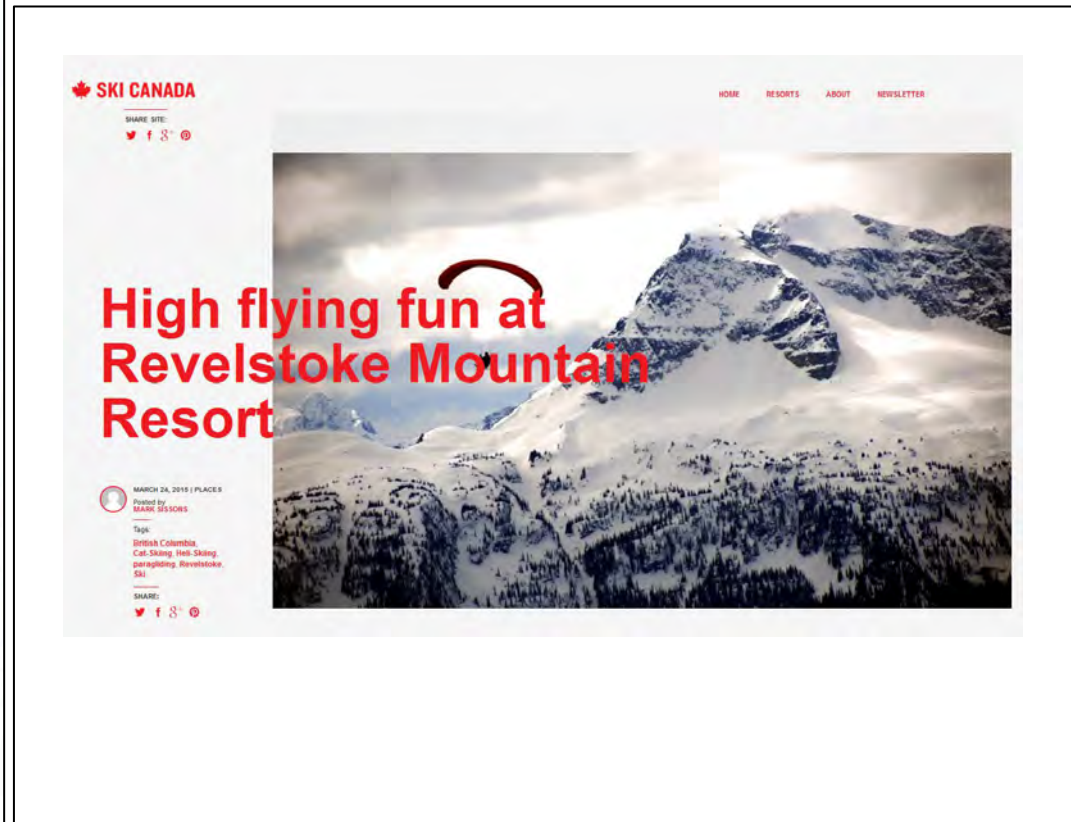 SKI CANADA
SHARE SITE:
HOME RESORTS ABOUT NEWSLETTER
High flying fun at
Revelstoke Mountain
Resort
MARCH 24, 2015 | PLACES
Posted by
MARK SISSONS
Tags:
British Columbia,
Cat-Skiing, Heli-Skiing,
paragliding, Revelstoke,
Ski
SHARE: